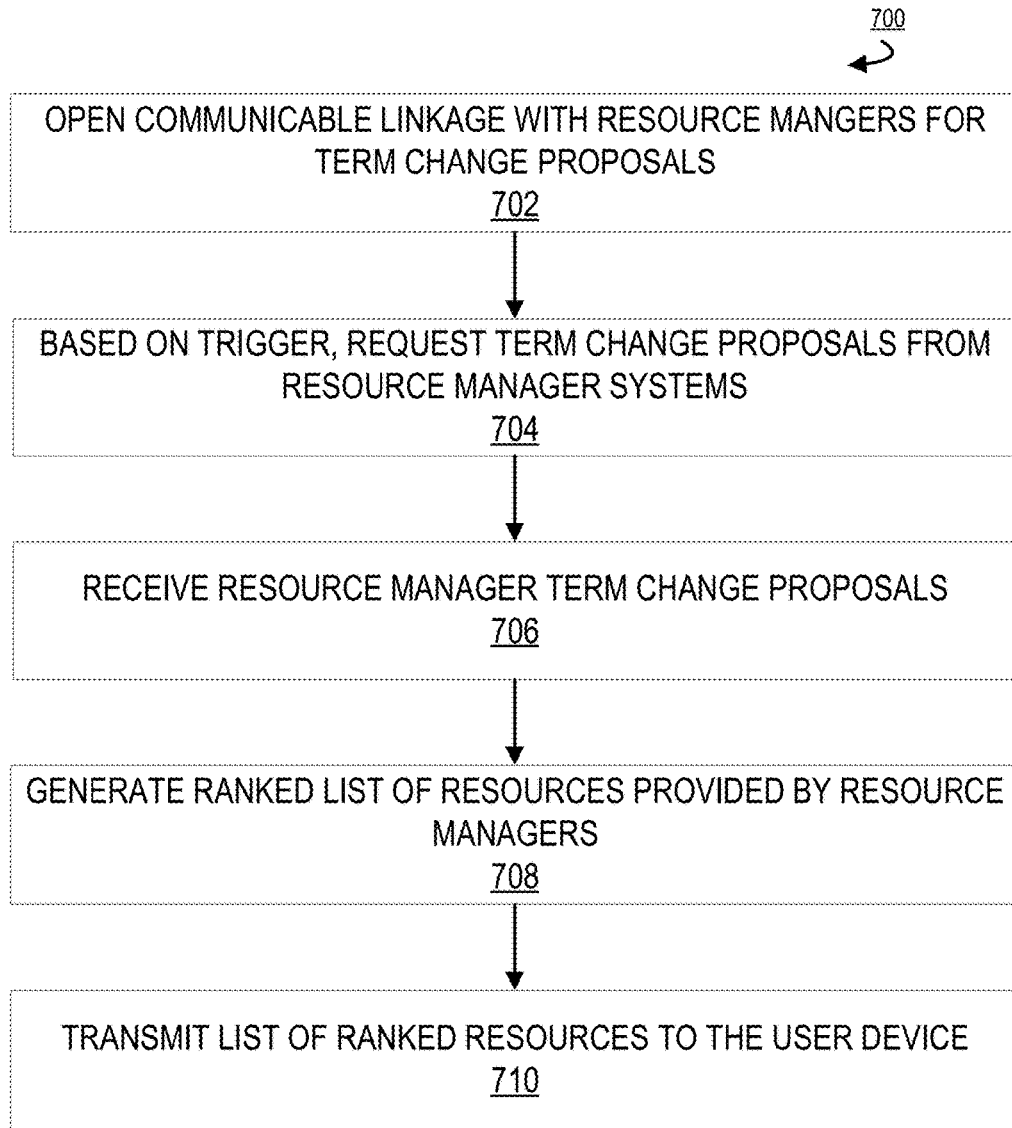 700
OPEN COMMUNICABLE LINKAGE WITH RESOURCE MANGERS FOR
TERM CHANGE PROPOSALS
702
BASED ON TRIGGER, REQUEST TERM CHANGE PROPOSALS FROM
RESOURCE MANAGER SYSTEMS
704
RECEIVE RESOURCE MANAGER TERM CHANGE PROPOSALS
706
GENERATE RANKED LIST OF RESOURCES PROVIDED BY RESOURCE
MANAGERS
708
TRANSMIT LIST OF RANKED RESOURCES TO THE USER DEVICE
710